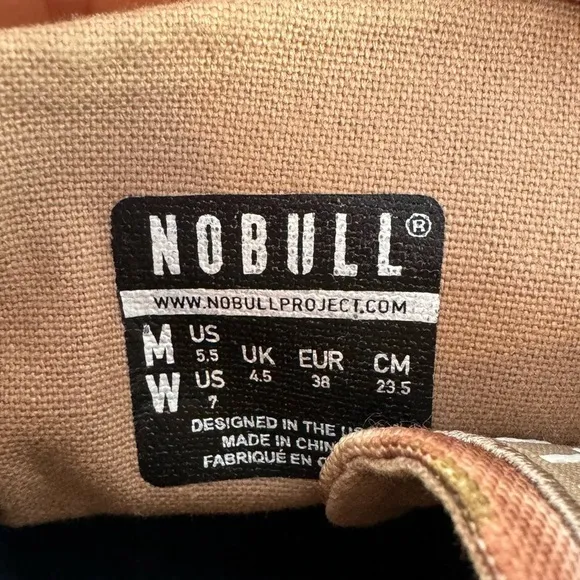 NOBULL®
WWW.NOBULLPROJECT.COM
M US 5.5 UK 4.5 EUR 38 CM 23.5
W US 7
DESIGNED IN THE
MADE IN
FABRIQUÉ EN